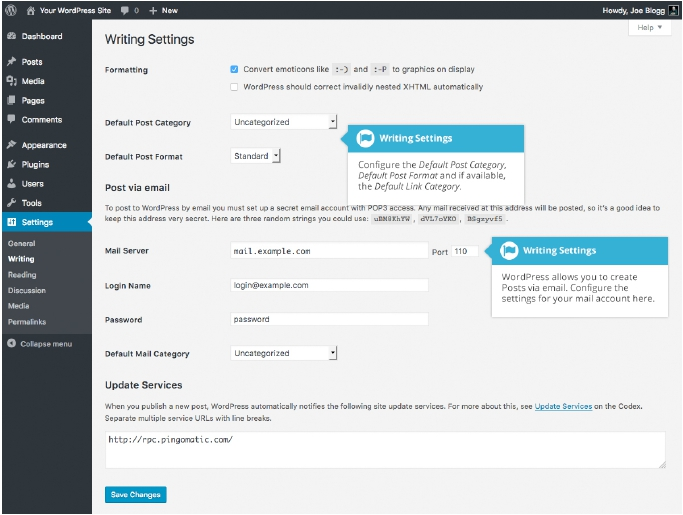 Your WordPress Site 0 + New Howdy, Joe Blogg
Help ▼
Dashboard
Posts
Media
Pages
Comments
Appearance
Plugins
Users
Tools
Settings
General
Writing
Reading
Discussion
Media
Permalinks
Collapse menu
Writing Settings
Formatting
Convert emoticons like :-) and :-P to graphics on display
WordPress should correct invalidly nested XHTML automatically
Default Post Category Uncategorized
Default Post Format Standard
Writing Settings
Configure the Default Post Category,
Default Post Format and if available,
the Default Link Category.
Post via email
To post to WordPress by email you must set up a secret email account with POP3 access. Any mail received at this address will be posted, so it's a good idea to
keep this address very secret. Here are three random strings you could use: , , .
Mail Server mail.example.com Port 110
Writing Settings
WordPress allows you to create
Posts via email. Configure the
settings for your mail account here.
Login Name login@example.com
Password password
Default Mail Category Uncategorized
Update Services
When you publish a new post, WordPress automatically notifies the following site update services. For more about this, see Update Services on the Codex.
Separate multiple service URLs with line breaks.
http://rpc.pingomatic.com/
Save Changes